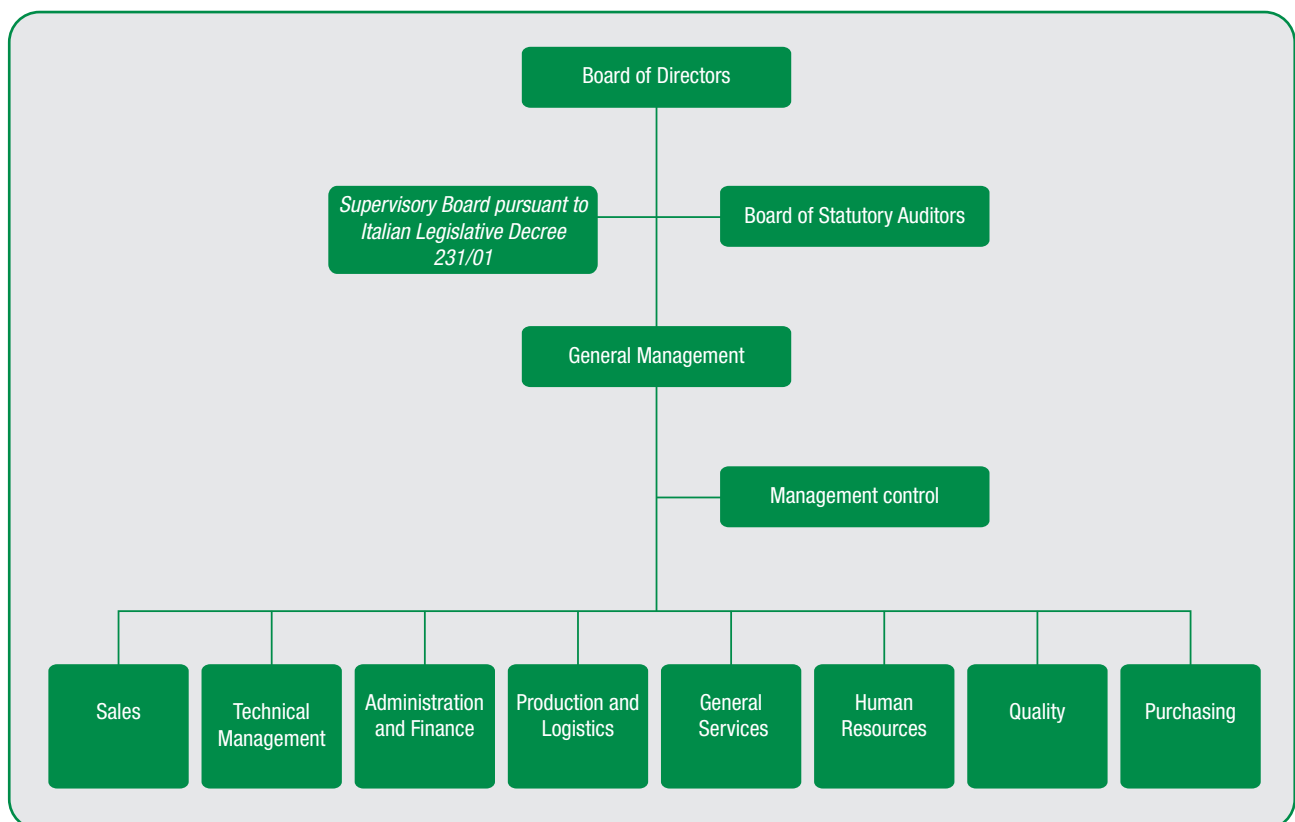 Board of Directors
Supervisory Board pursuant to
Italian Legislative Decree
231/01
Board of Statutory Auditors
General Management
Management control
Sales
Technical
Management
Administration
and Finance
Production and
Logistics
General
Services
Human
Resources
Quality
Purchasing